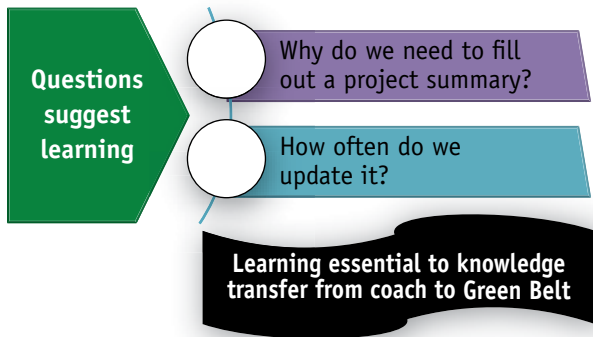 Questions
suggest
learning
Why do we need to fill
out a project summary?
How often do we
update it?
Learning essential to knowledge
transfer from coach to Green Belt